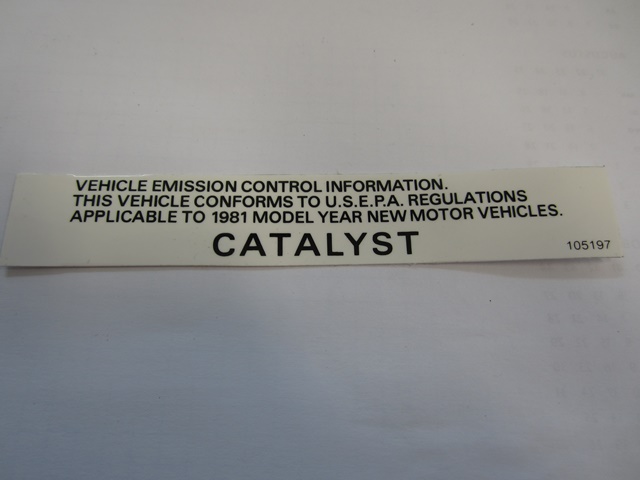 VEHICLE EMISSION CONTROL INFORMATION.
THIS VEHICLE CONFORMS TO U.S.E.P.A. REGULATIONS
APPLICABLE TO 1981 MODEL YEAR NEW MOTOR VEHICLES.
CATALYST
105197